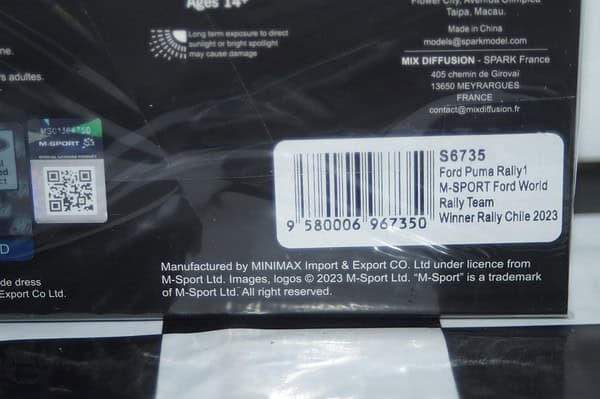 Ages 14+
Long term exposure to direct
sunlight or bright spotlight
may cause damage
Flower City, Avenida Olímpica
Taipa, Macau.
Made in China
models@sparkmodel.com
MIX DIFFUSION - SPARK France
405 chemin de Girovai
13650 MEYRARGUES
FRANCE
contact@mixdiffusion.fr
ne.
rs adultes.
M-SPORT
D
S6735
Ford Puma Rally1
M-SPORT Ford World
Rally Team
Winner Rally Chile 2023
9 580006 967350
Manufactured by MINIMAX Import & Export CO. Ltd under licence from
M-Sport Ltd. Images, logos © 2023 M-Sport Ltd. “M-Sport” is a trademark
of M-Sport Ltd. All right reserved.
de dress
Export Co Ltd.